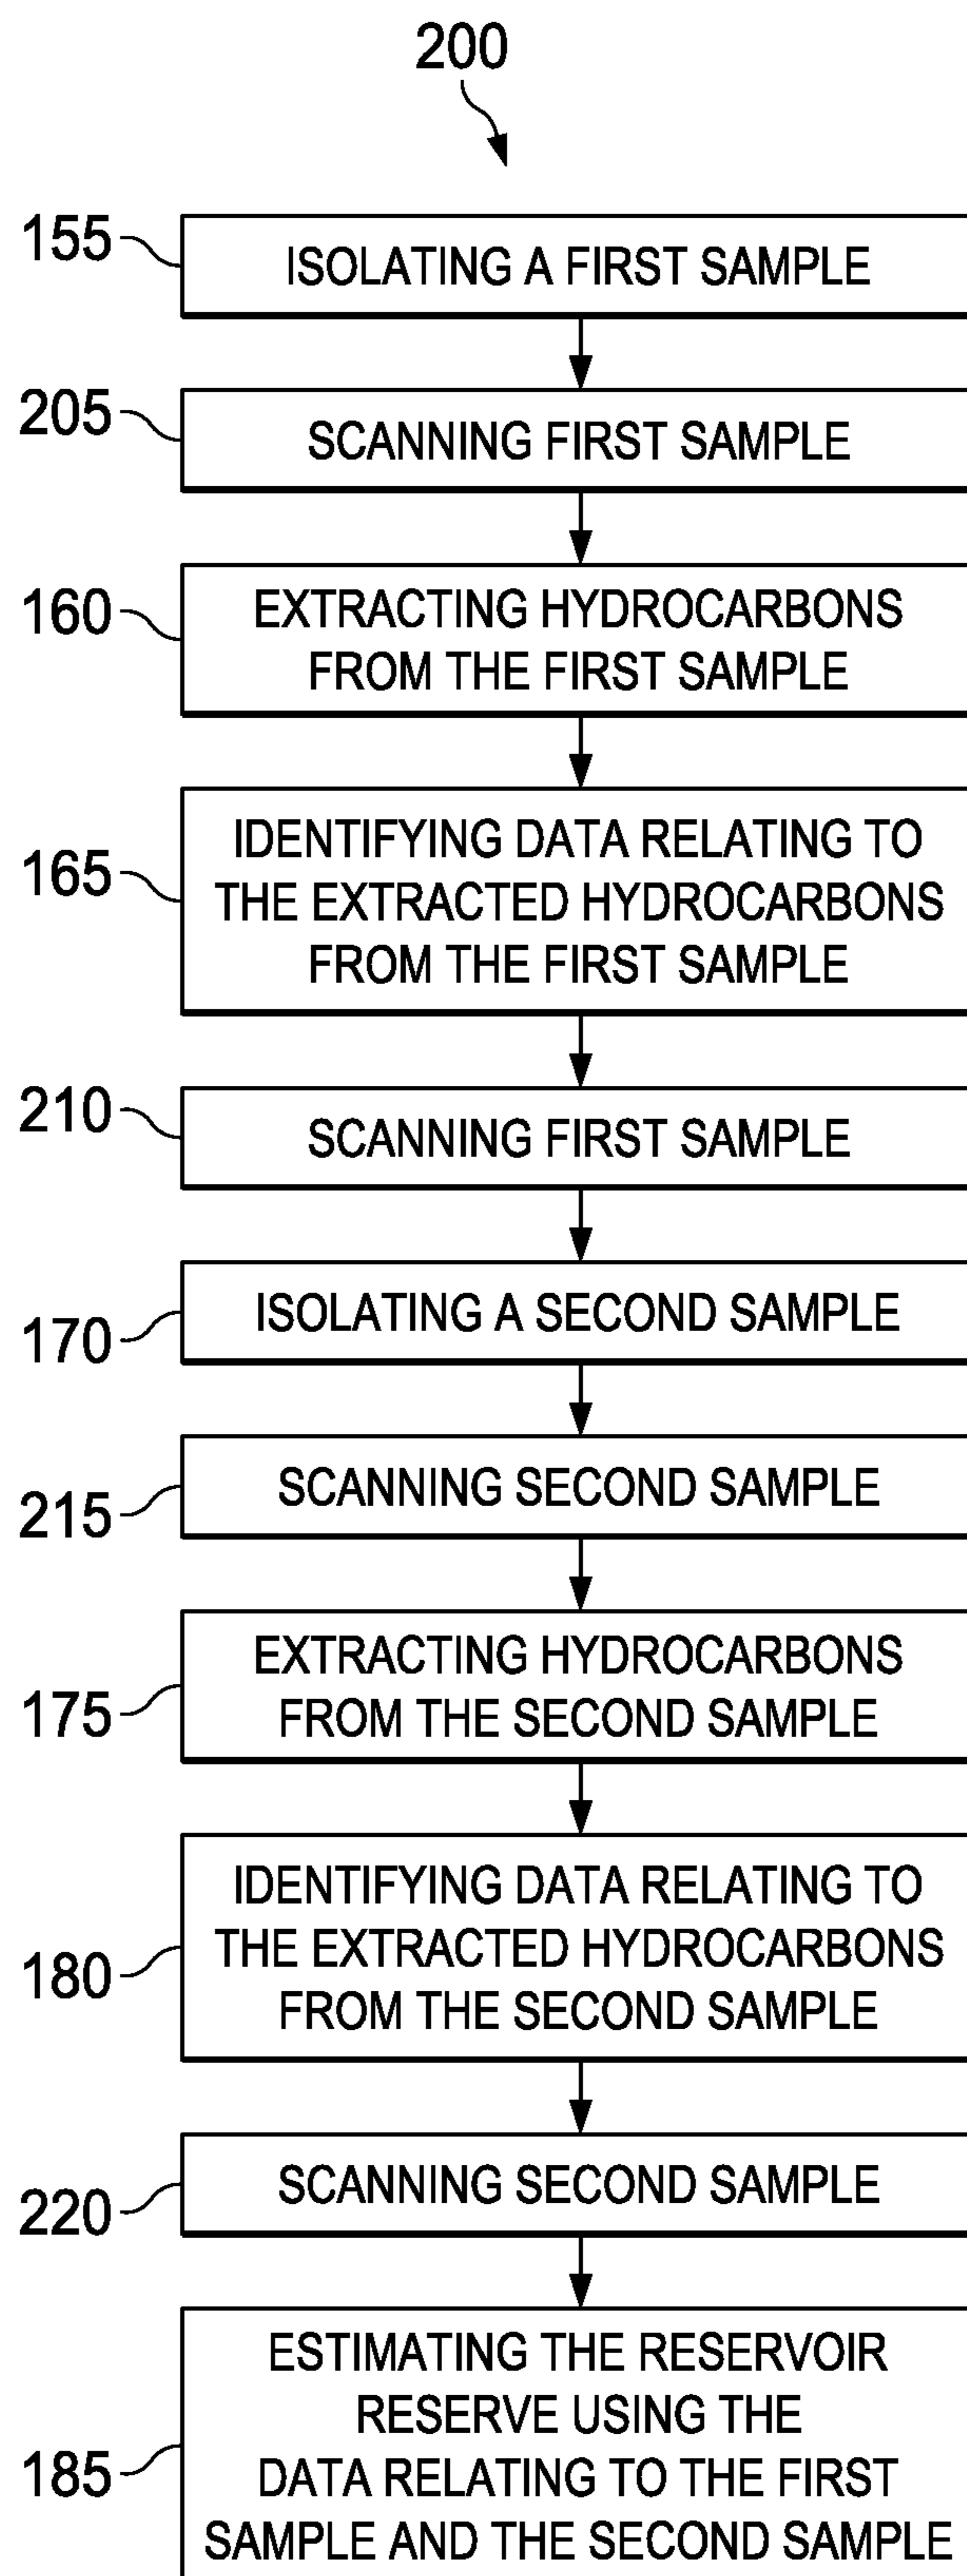 200
155
ISOLATING A FIRST SAMPLE
205
SCANNING FIRST SAMPLE
160
EXTRACTING HYDROCARBONS
FROM THE FIRST SAMPLE
165
IDENTIFYING DATA RELATING TO
THE EXTRACTED HYDROCARBONS
FROM THE FIRST SAMPLE
210
SCANNING FIRST SAMPLE
170
ISOLATING A SECOND SAMPLE
215
SCANNING SECOND SAMPLE
175
EXTRACTING HYDROCARBONS
FROM THE SECOND SAMPLE
180
IDENTIFYING DATA RELATING TO
THE EXTRACTED HYDROCARBONS
FROM THE SECOND SAMPLE
220
SCANNING SECOND SAMPLE
185
ESTIMATING THE RESERVOIR
RESERVE USING THE
DATA RELATING TO THE FIRST
SAMPLE AND THE SECOND SAMPLE